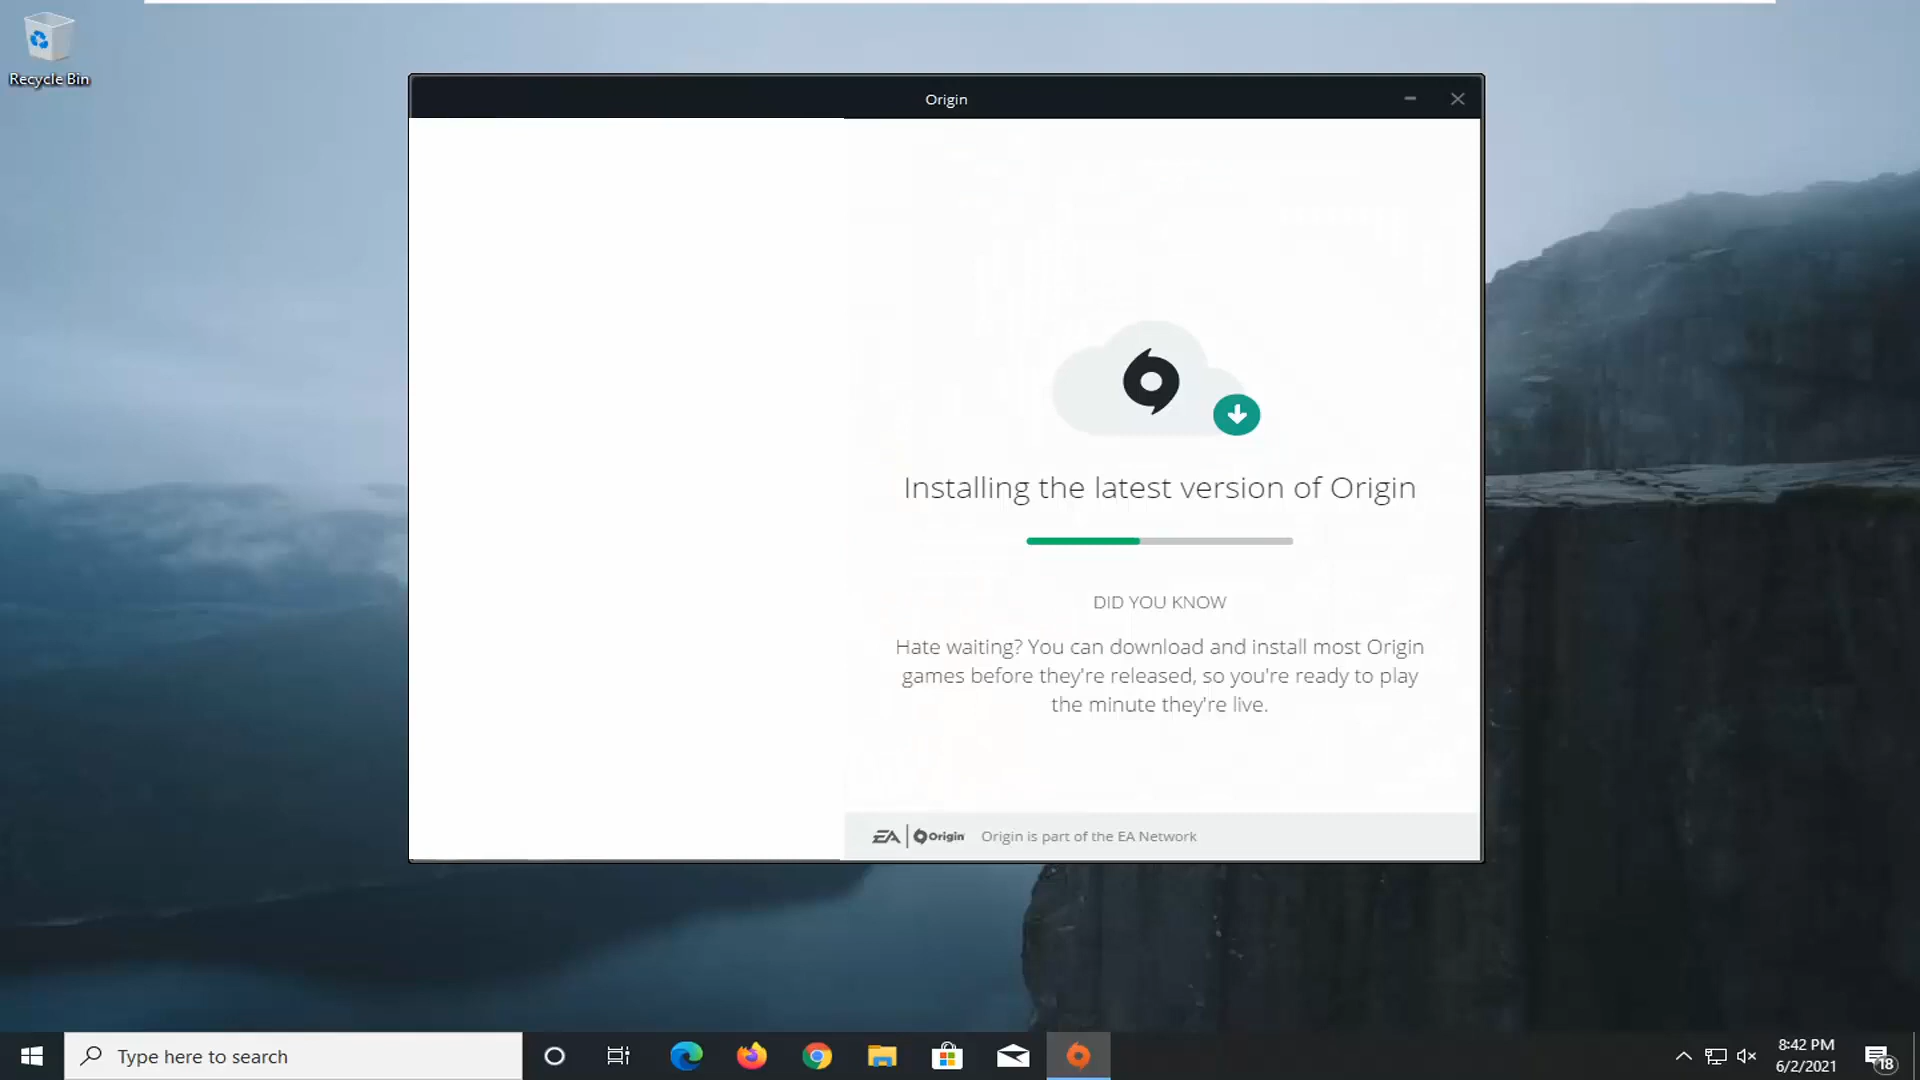 Recycle Bin
Origin
Installing the latest version of Origin
DID YOU KNOW
Hate waiting? You can download and install most Origin
games before they're released, so you're ready to play
the minute they're live.
EA Origin Origin is part of the EA Network
Type here to search
8:42 PM
6/2/2021
18